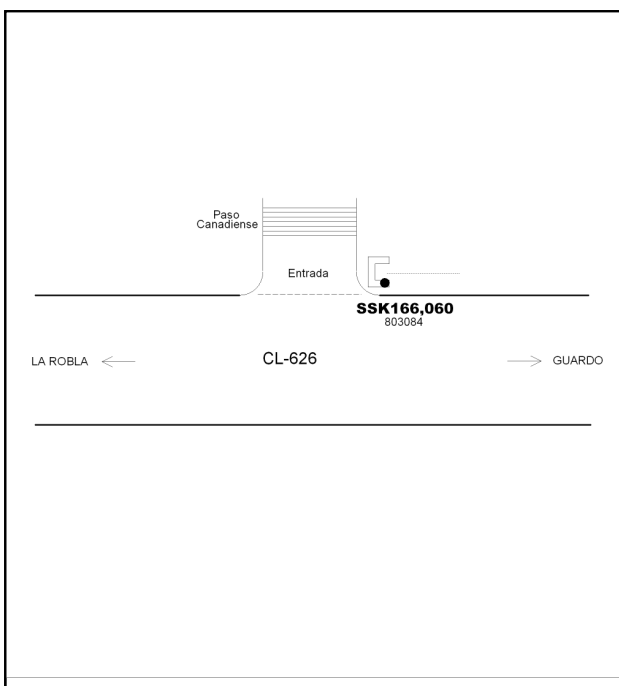 Paso
Canadiense
Entrada
SSK166,060
803084
LA ROBLA
CL-626
GUARDO